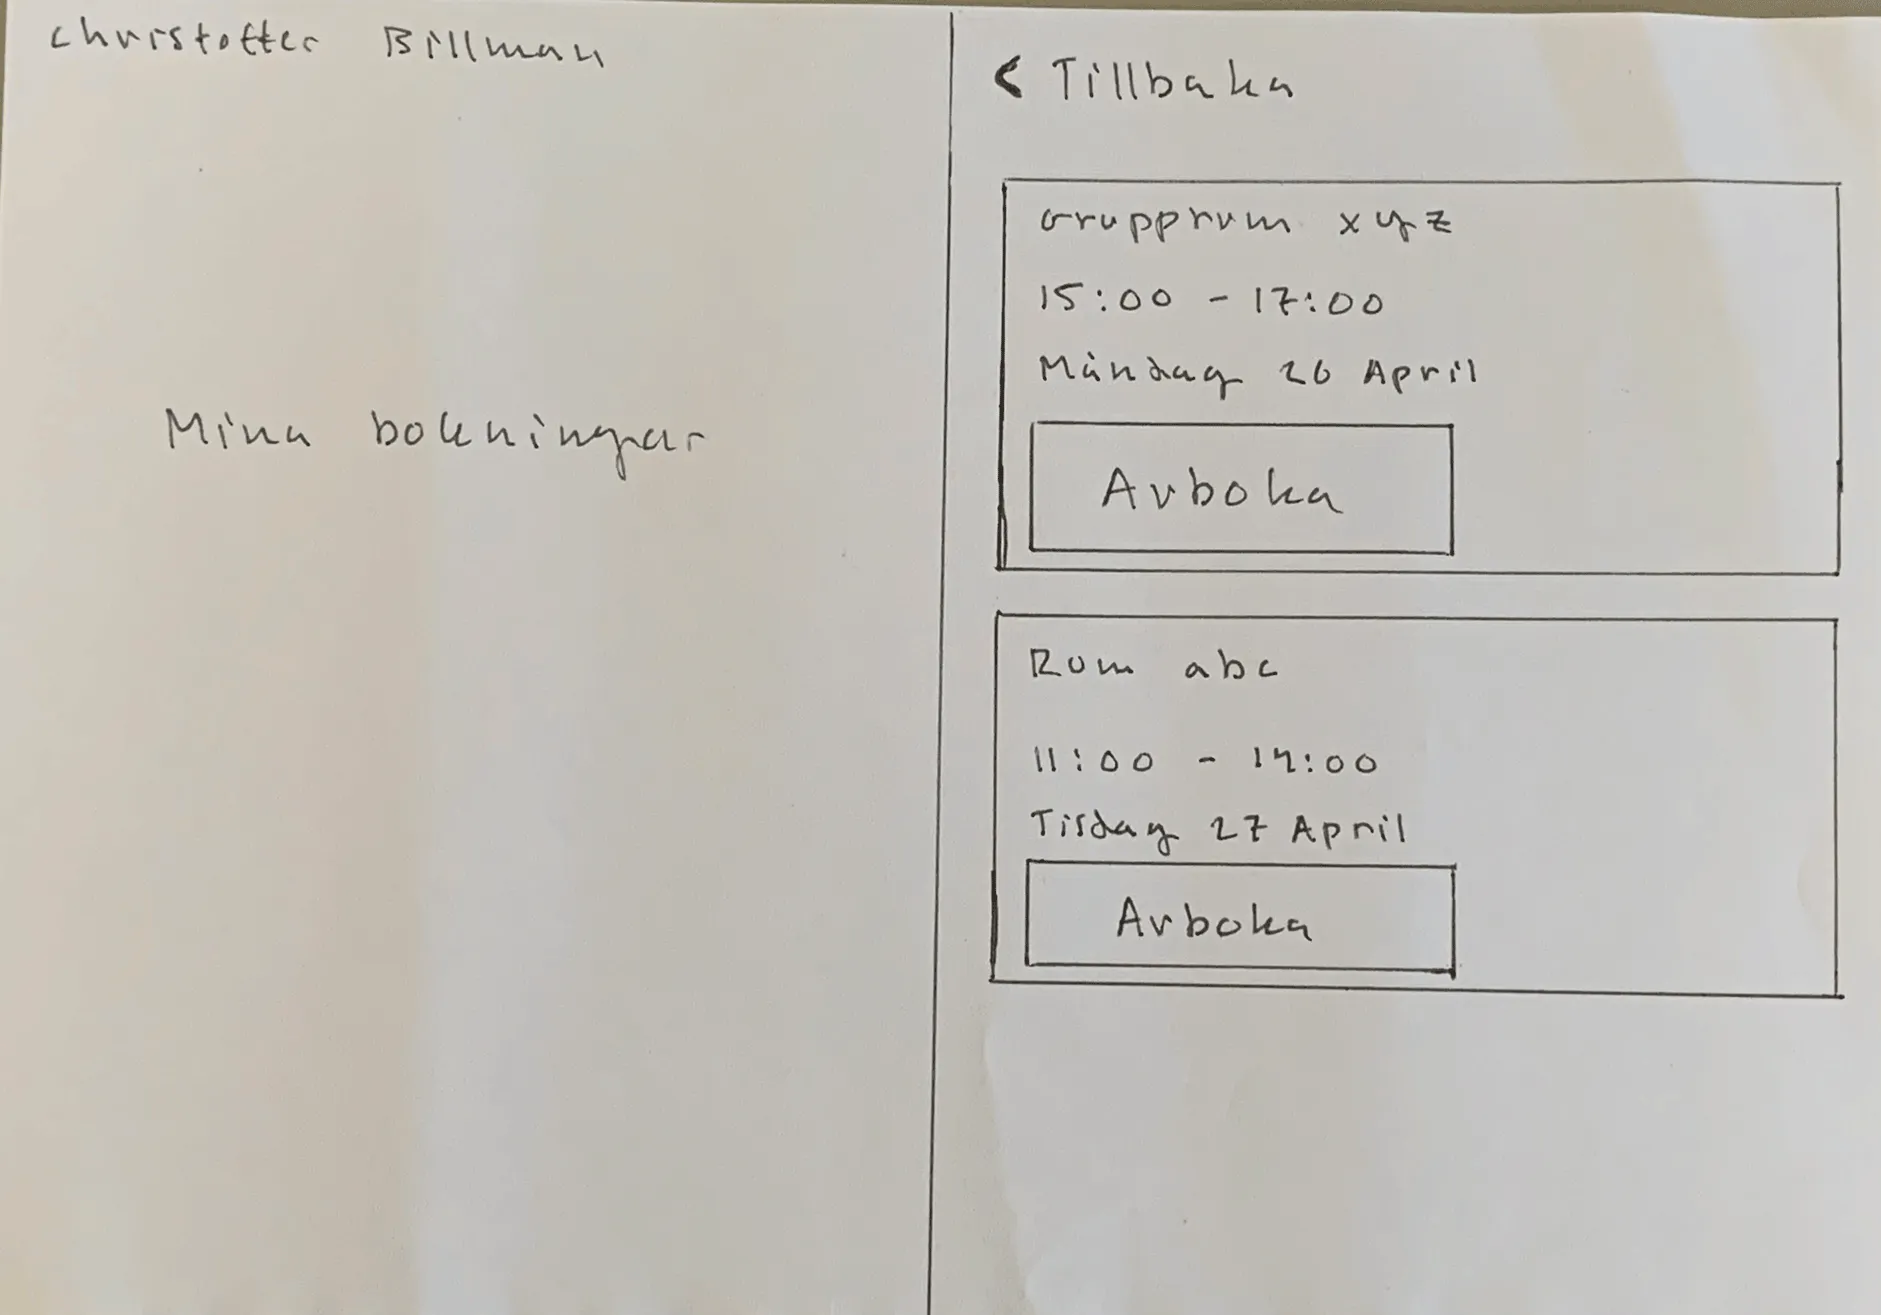 Christoffer Billman
Mina bokningar
< Tillbaka
Grupprum xyz
15:00 - 17:00
Måndag 26 April
Avboka
Rum abc
11:00 - 14:00
Tisdag 27 April
Avboka